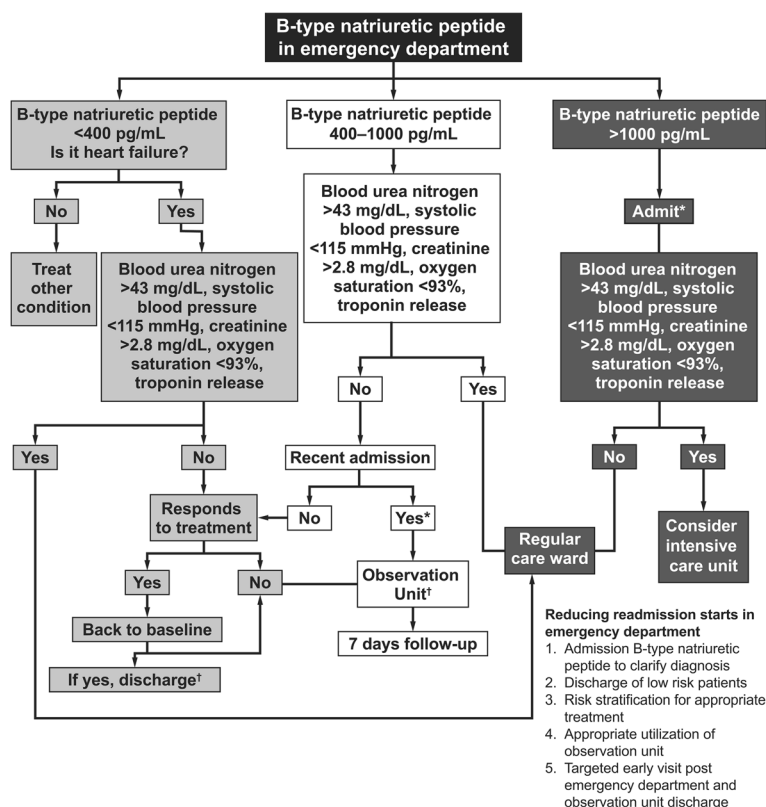 B-type natriuretic peptide
in emergency department
B-type natriuretic peptide
<400 pg/mL
Is it heart failure?
B-type natriuretic peptide
400–1000 pg/mL
B-type natriuretic peptide
>1000 pg/mL
No
Yes
Admit*
Treat
other
condition
Blood urea nitrogen
>43 mg/dL, systolic
blood pressure
<115 mmHg, creatinine
>2.8 mg/dL, oxygen
saturation <93%,
troponin release
Blood urea nitrogen
>43 mg/dL, systolic
blood pressure
<115 mmHg, creatinine
>2.8 mg/dL, oxygen
saturation <93%,
troponin release
Blood urea nitrogen
>43 mg/dL, systolic
blood pressure
<115 mmHg, creatinine
>2.8 mg/dL, oxygen
saturation <93%,
troponin release
No
Yes
Yes
No
Recent admission
No
Yes
Responds
to treatment
No
Yes*
Regular
care ward
Consider
intensive
care unit
Yes
No
Observation
Unit†
Back to baseline
7 days follow-up
If yes, discharge†
Reducing readmission starts in
emergency department
1. Admission B-type natriuretic
peptide to clarify diagnosis
2. Discharge of low risk patients
3. Risk stratification for appropriate
treatment
4. Appropriate utilization of
observation unit
5. Targeted early visit post
emergency department and
observation unit discharge